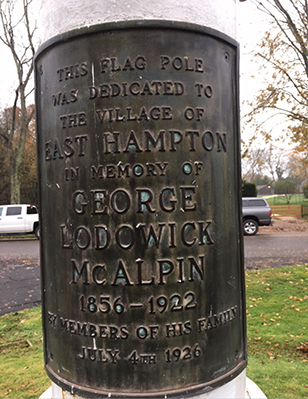 THIS FLAG POLE
WAS DEDICATED TO
THE VILLAGE OF
EAST HAMPTON
IN MEMORY OF
GEORGE
LODOWICK
MCALPIN
1856-1922
BY MEMBERS OF HIS FAMILY
JULY 4TH 1926